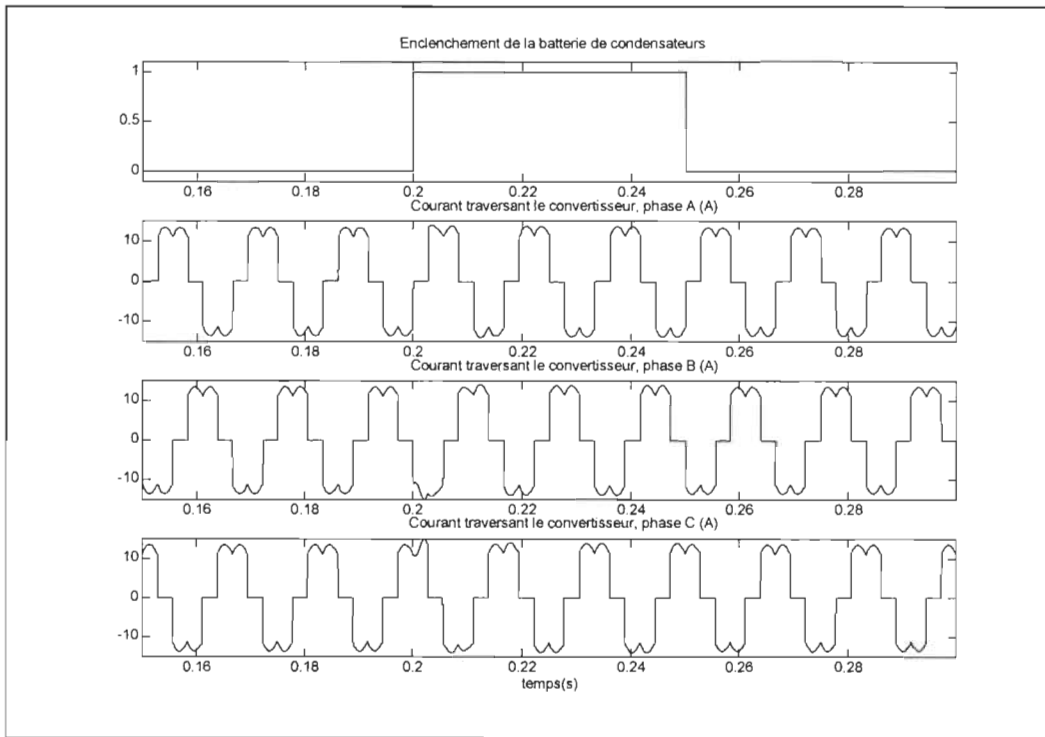 Enclenchement de la batterie de condensateurs
1
0.5
0
0.16 0.18 0.2 0.22 0.24 0.26 0.28
Courant traversant le convertisseur, phase A (A)
10
0
-10
0.16 0.18 0.2 0.22 0.24 0.26 0.28
Courant traversant le convertisseur, phase B (A)
10
0
-10
0.16 0.18 0.2 0.22 0.24 0.26 0.28
Courant traversant le convertisseur, phase C (A)
10
0
-10
0.16 0.18 0.2 0.22 0.24 0.26 0.28
temps(s)